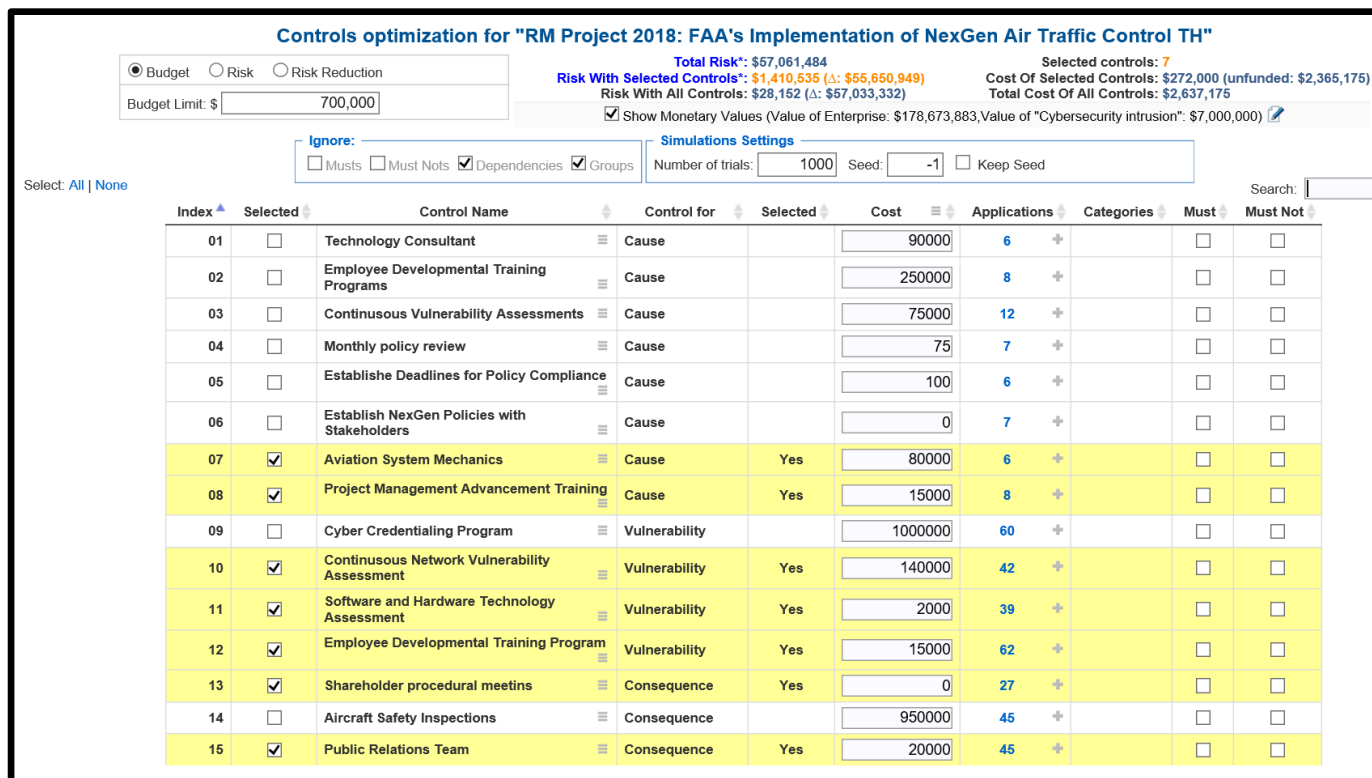 Controls optimization for "RM Project 2018: FAA's Implementation of NexGen Air Traffic Control TH"
Budget Risk Risk Reduction
Budget Limit: $ 700,000
Total Risk*: $57,061,484
Risk With Selected Controls*: $1,410,535 (Δ: $55,650,949)
Risk With All Controls: $28,152 (Δ: $57,033,332)
Selected controls: 7
Cost Of Selected Controls: $272,000 (unfunded: $2,365,175)
Total Cost Of All Controls: $2,637,175
Show Monetary Values (Value of Enterprise: $178,673,883,Value of "Cybersecurity intrusion": $7,000,000)
Ignore:
Musts Must Nots Dependencies Groups
Simulations Settings
Number of trials: 1000 Seed: -1 Keep Seed
Select: All | None
Search:
Index Selected Control Name Control for Selected Cost Applications Categories Must Must Not
01 Technology Consultant Cause 90000 6
02 Employee Developmental Training
Programs Cause 250000 8
03 Continusous Vulnerability Assessments Cause 75000 12
04 Monthly policy review Cause 75 7
05 Establishe Deadlines for Policy Compliance Cause 100 6
06 Establish NexGen Policies with
Stakeholders Cause 0 7
07 Aviation System Mechanics Cause Yes 80000 6
08 Project Management Advancement Training Cause Yes 15000 8
09 Cyber Credentialing Program Vulnerability 1000000 60
10 Continusous Network Vulnerability
Assessment Vulnerability Yes 140000 42
11 Software and Hardware Technology
Assessment Vulnerability Yes 2000 39
12 Employee Developmental Training Program Vulnerability Yes 15000 62
13 Shareholder procedural meetins Consequence Yes 0 27
14 Aircraft Safety Inspections Consequence 950000 45
15 Public Relations Team Consequence Yes 20000 45